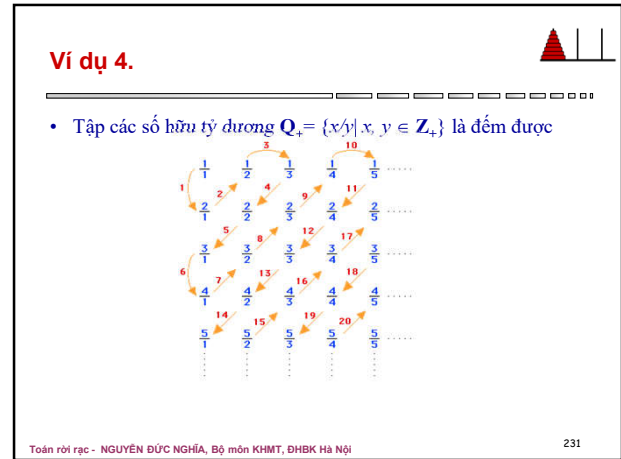 Ví dụ 4.
• Tập các số hữu tỷ dương Q₊= {x/y| x, y ∈ Z₊} là đếm được
3 10
1/1 1/2 1/3 1/4 1/5 .....
1 2 4 9 11
2/1 2/2 2/3 2/4 2/5 .....
5 8 12 17
3/1 3/2 3/3 3/4 3/5 .....
6 7 13 16 18
4/1 4/2 4/3 4/4 4/5 .....
14 15 19 20
5/1 5/2 5/3 5/4 5/5 .....
Toán rời rạc - NGUYỄN ĐỨC NGHĨA, Bộ môn KHMT, ĐHBK Hà Nội
231